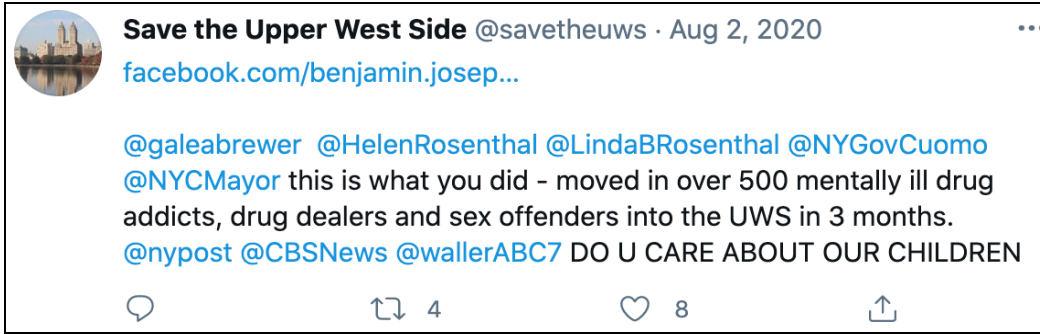 Save the Upper West Side @savetheuws · Aug 2, 2020
facebook.com/benjamin.josep...
@galeabrewer @HelenRosenthal @LindaBRosenthal @NYGovCuomo
@NYCMayor this is what you did - moved in over 500 mentally ill drug
addicts, drug dealers and sex offenders into the UWS in 3 months.
@nypost @CBSNews @wallerABC7 DO U CARE ABOUT OUR CHILDREN
4 8